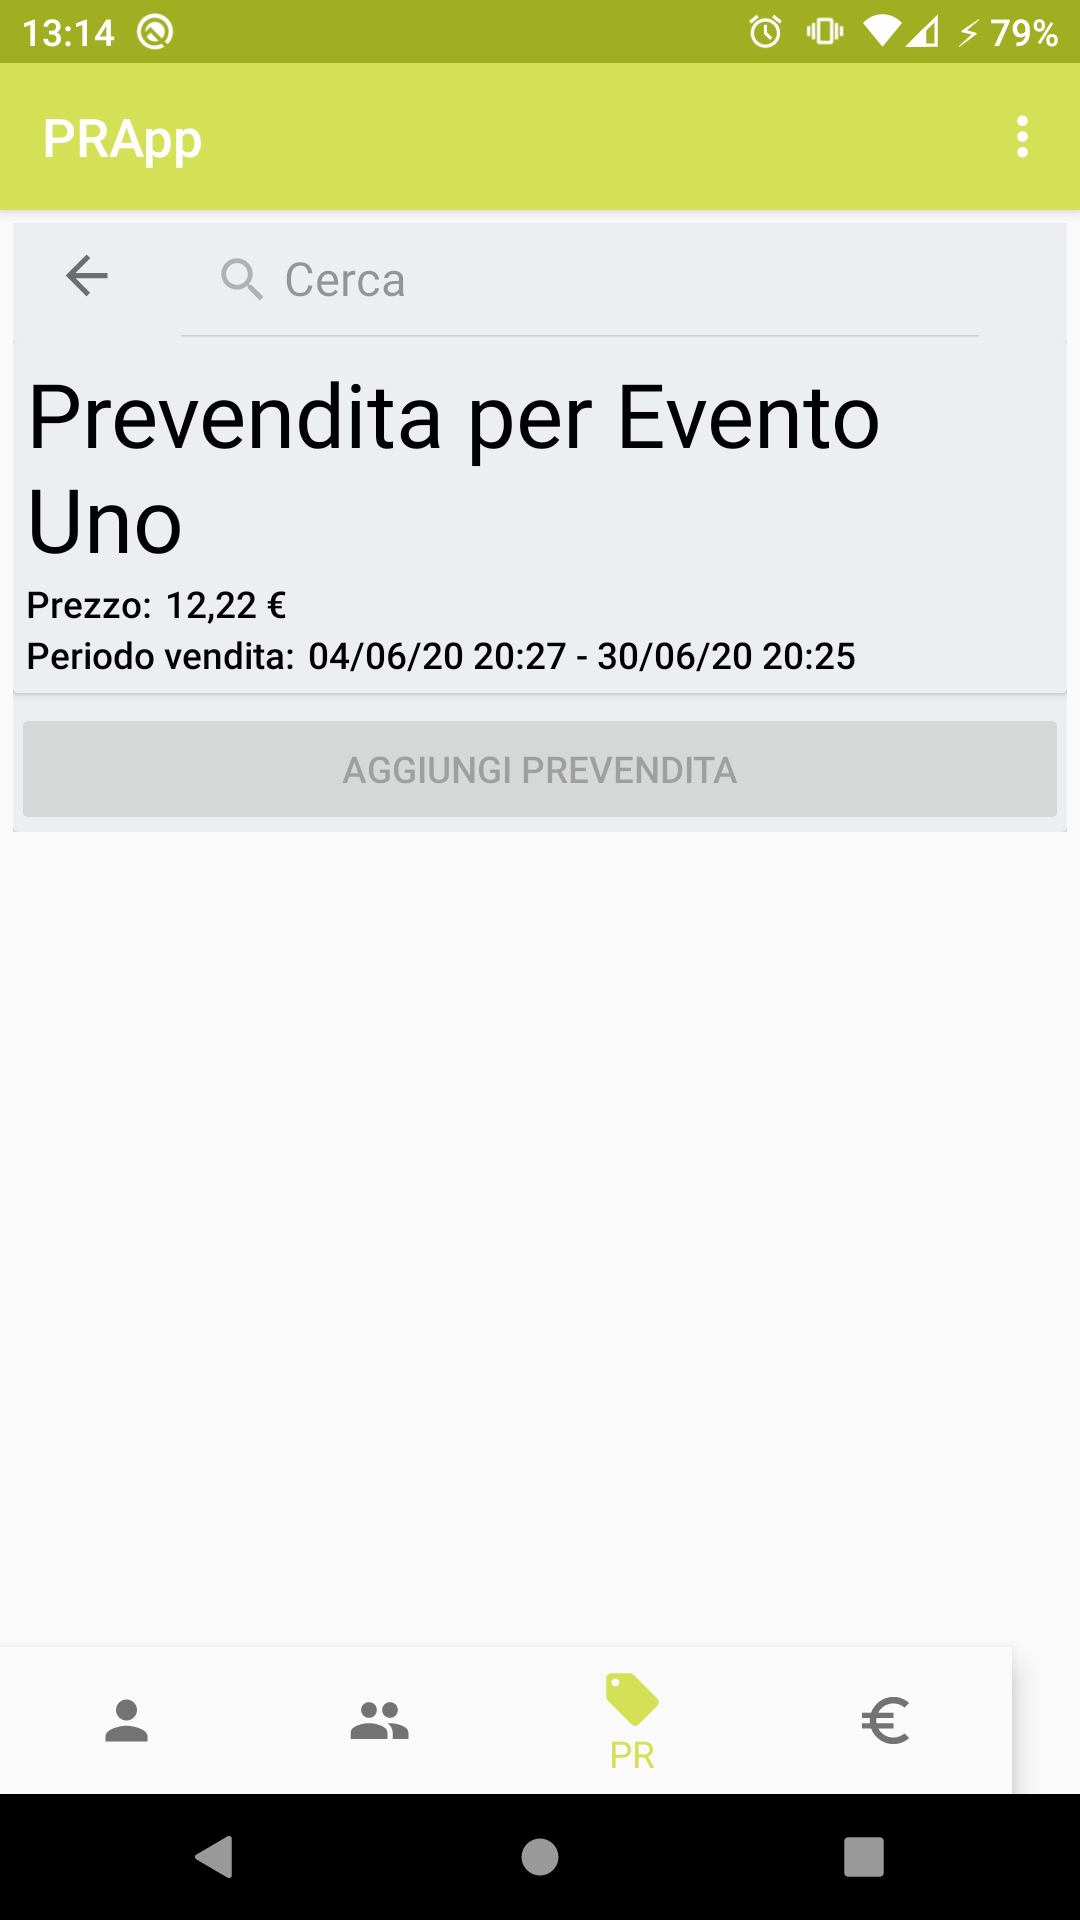 13:14
79%
PRApp
Cerca
Prevendita per Evento
Uno
Prezzo: 12,22 €
Periodo vendita: 04/06/20 20:27 - 30/06/20 20:25
AGGIUNGI PREVENDITA
PR